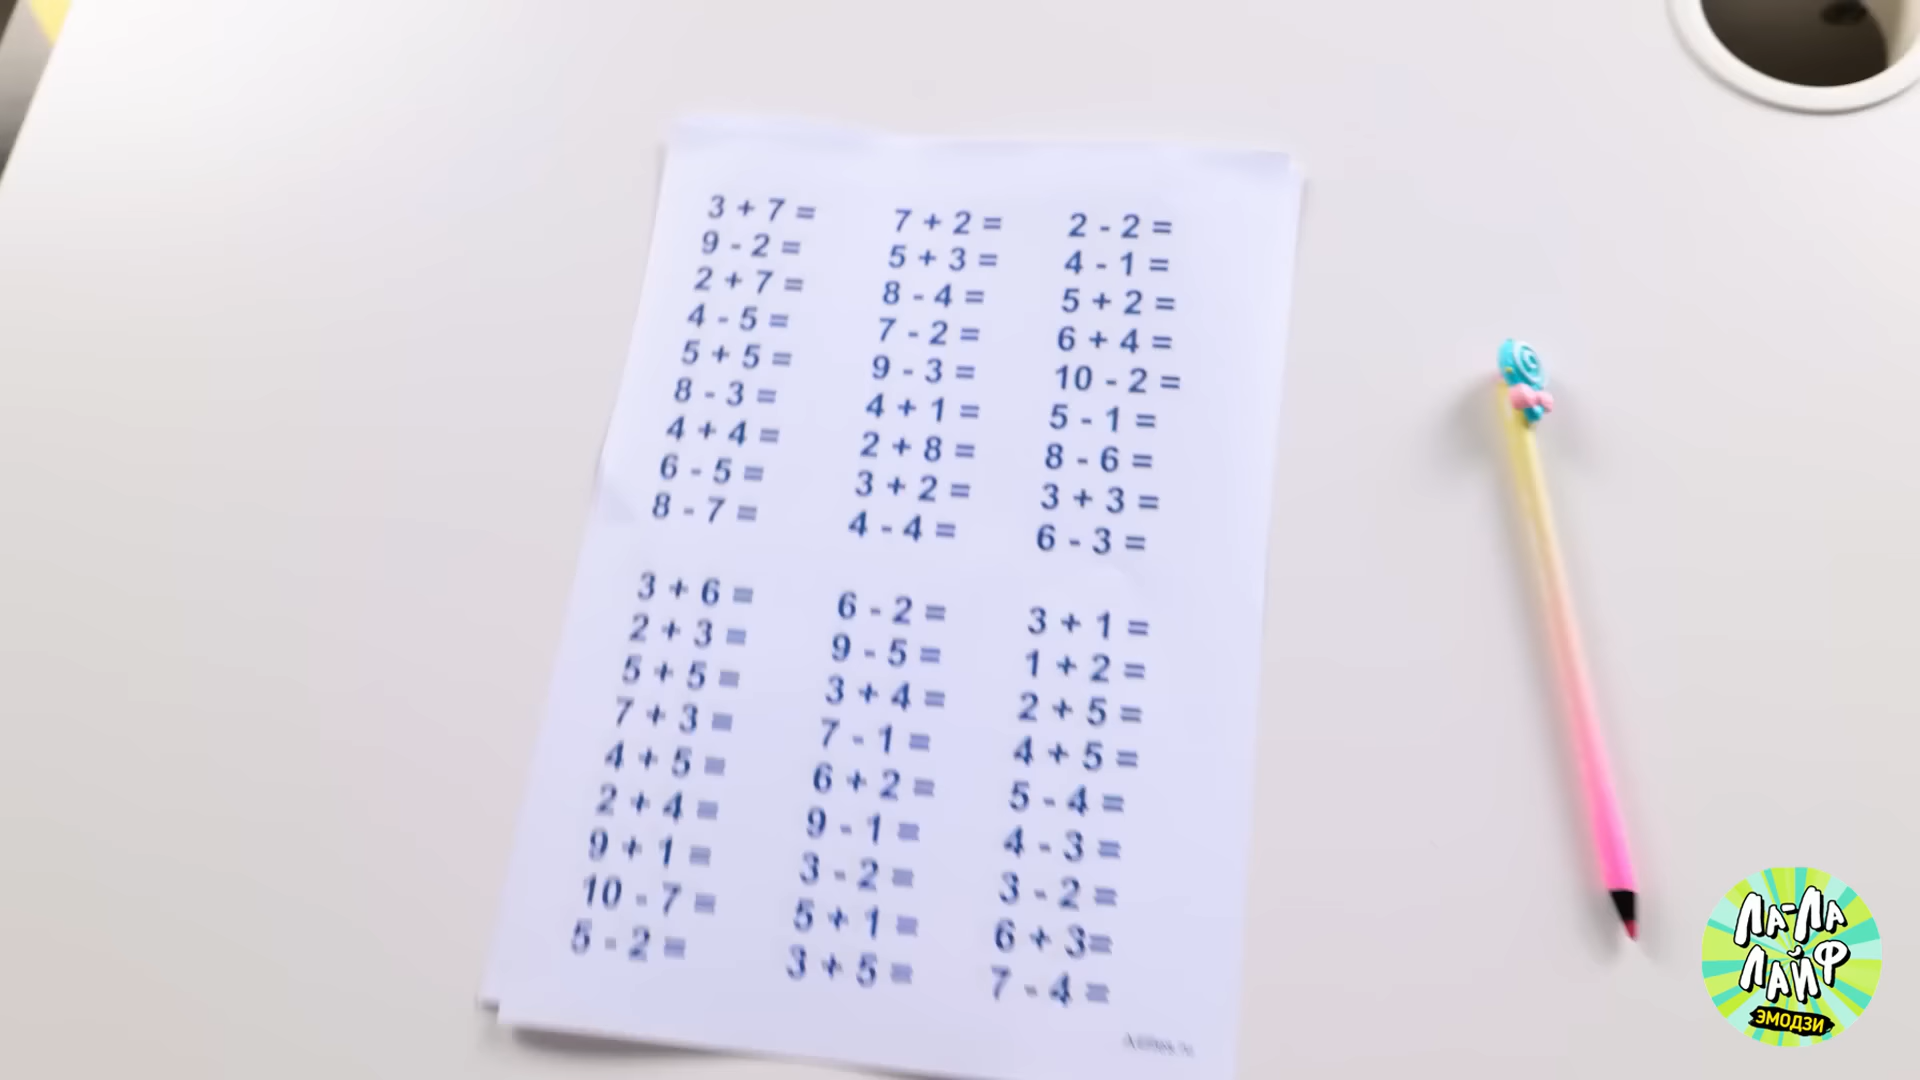 3 + 7 = 7 + 2 = 2 - 2 =
9 - 2 = 5 + 3 = 4 - 1 =
2 + 7 = 8 - 4 = 5 + 2 =
4 - 5 = 7 - 2 = 6 + 4 =
5 + 5 = 9 - 3 = 10 - 2 =
8 - 3 = 4 + 1 = 5 - 1 =
4 + 4 = 2 + 8 = 8 - 6 =
6 - 5 = 3 + 2 = 3 + 3 =
8 - 7 = 4 - 4 = 6 - 3 =
3 + 6 = 6 - 2 = 3 + 1 =
2 + 3 = 9 - 5 = 1 + 2 =
5 + 5 = 3 + 4 = 2 + 5 =
7 + 3 = 7 - 1 = 4 + 5 =
4 + 5 = 6 + 2 = 5 - 4 =
2 + 4 = 9 - 1 = 4 - 3 =
9 + 1 = 3 - 2 = 3 - 2 =
10 - 7 = 5 + 1 = 6 + 3=
5 - 2 = 3 + 5 = 7 - 4 =
ЛА-ЛА
ЛАЙФ
ЭМОДЗИ